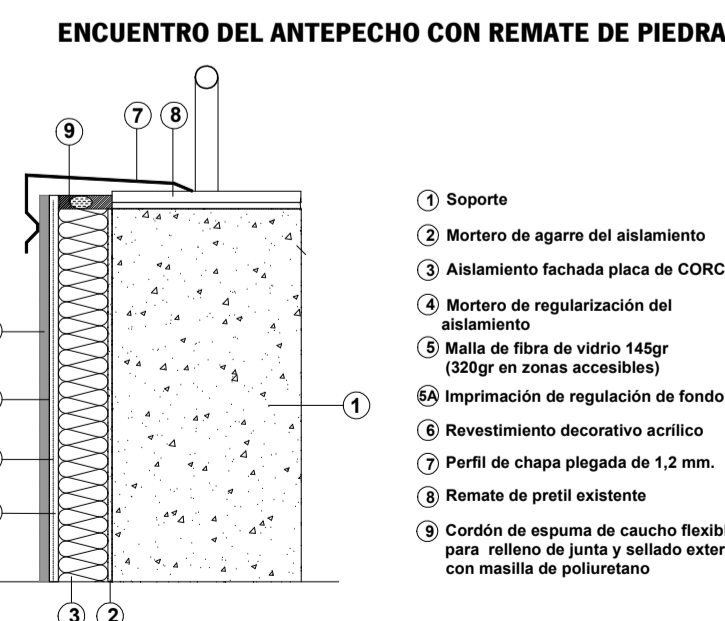 ENCUENTRO DEL ANTEPECHO CON REMATE DE PIEDRA
7 8
9
1 Soporte
2 Mortero de agarre del aislamiento
3 Aislamiento fachada placa de CORC
4 Mortero de regularización del
aislamiento
5 Malla de fibra de vidrio 145gr
(320gr en zonas accesibles)
5A Imprimación de regulación de fondo
1
6 Revestimiento decorativo acrílico
7 Perfil de chapa plegada de 1,2 mm.
8 Remate de pretil existente
9 Cordón de espuma de caucho flexibl
para relleno de junta y sellado exter
con masilla de poliuretano
3 2